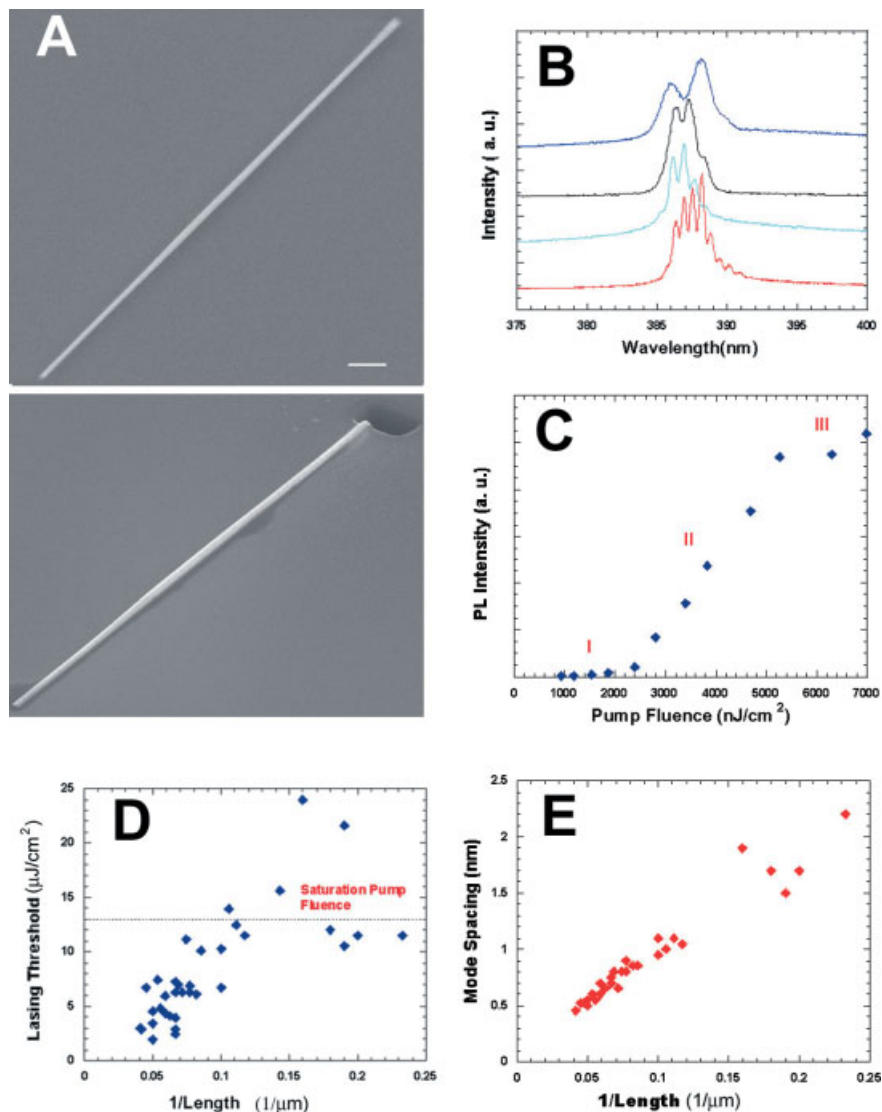 A
B
Intensity ( a. u.)
375 380 385 390 395 400
Wavelength(nm)
C
PL Intensity (a. u.)
I
II
III
0 1000 2000 3000 4000 5000 6000 7000
Pump Fluence (nJ/cm²)
D
Lasing Threshold (μJ/cm²)
25
20
15
10
5
0
Saturation Pump
Fluence
0 0.05 0.1 0.15 0.2 0.25
1/Length (1/μm)
E
Mode Spacing (nm)
2.5
2
1.5
1
0.5
0
0 0.05 0.1 0.15 0.2 0.25
1/Length (1/μm)